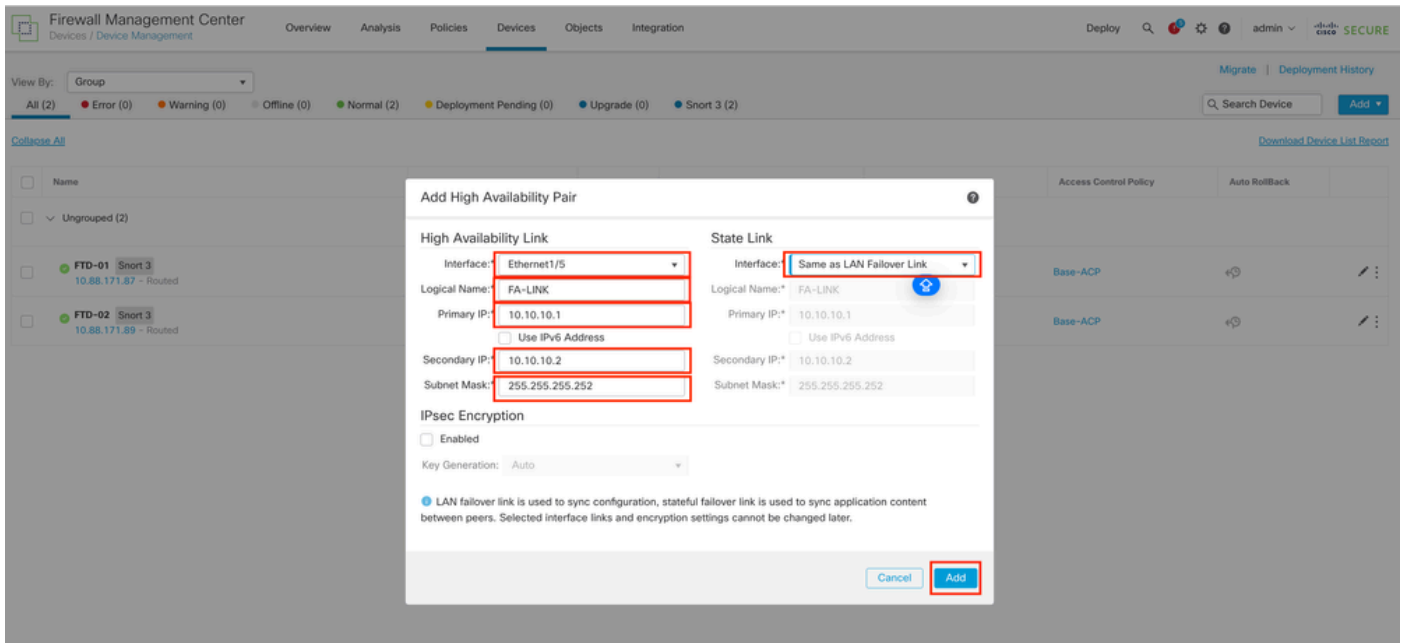 Firewall Management Center
Devices / Device Management
Overview Analysis Policies Devices Objects Integration
Deploy admin cisco SECURE
Migrate | Deployment History
View By: Group
All (2) Error (0) Warning (0) Offline (0) Normal (2) Deployment Pending (0) Upgrade (0) Snort 3 (2)
Search Device Add
Collapse All
Download Device List Report
Name Access Control Policy Auto RollBack
Ungrouped (2)
FTD-01 Snort 3
10.88.171.87 - Routed
Base-ACP
FTD-02 Snort 3
10.88.171.89 - Routed
Base-ACP
Add High Availability Pair
High Availability Link
Interface:* Ethernet1/5
Logical Name:* FA-LINK
Primary IP:* 10.10.10.1
Use IPv6 Address
Secondary IP:* 10.10.10.2
Subnet Mask:* 255.255.255.252
State Link
Interface:* Same as LAN Failover Link
Logical Name:* FA-LINK
Primary IP:* 10.10.10.1
Use IPv6 Address
Secondary IP:* 10.10.10.2
Subnet Mask:* 255.255.255.252
IPsec Encryption
Enabled
Key Generation: Auto
LAN failover link is used to sync configuration, stateful failover link is used to sync application content
between peers. Selected interface links and encryption settings cannot be changed later.
Cancel Add